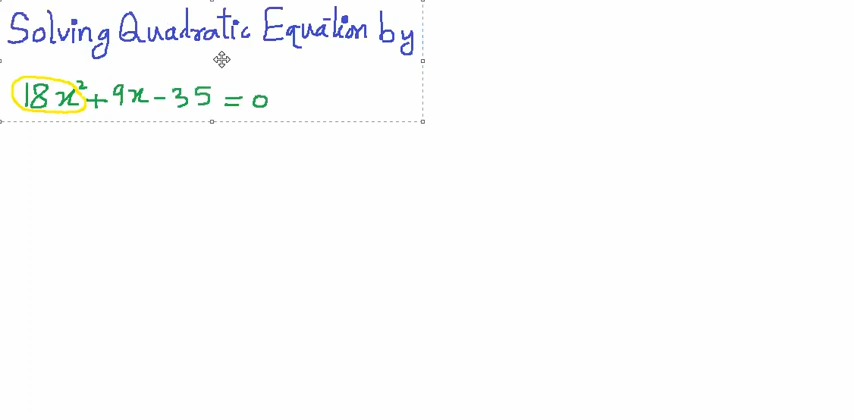 Solving Quadratic Equation by
18x² + 9x - 35 = 0